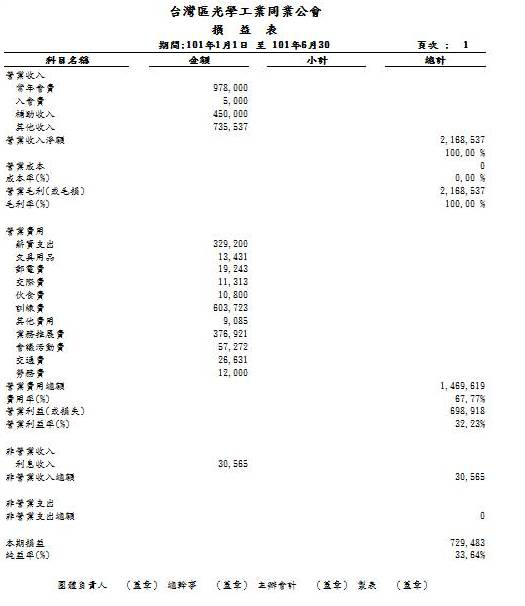 台灣區光學工業同業公會
損 益 表
期間:101年1月1日 至 101年6月30 頁次 : 1
科目名稱 金額 小計 總計
營業收入
常年會費 978,000
入會費 5,000
補助收入 450,000
其他收入 735,537
營業收入淨額 2,168,537
100,00 %
營業成本 0
成本率(%) 0,00 %
營業毛利(或毛損) 2,168,537
毛利率(%) 100,00 %
營業費用
薪資支出 329,200
文具用品 13,431
郵電費 19,243
交際費 11,313
伙食費 10,800
訓練費 603,723
其他費用 9,085
業務推展費 376,921
會議活動費 57,272
交通費 26,631
勞務費 12,000
營業費用總額 1,469,619
費用率(%) 67,77%
營業利益(或損失) 698,918
營業利益率(%) 32,23%
非營業收入
利息收入 30,565
非營業收入總額 30,565
非營業支出
非營業支出總額 0
本期損益 729,483
純益率(%) 33,64%
團體負責人 (蓋章) 總幹事 (蓋章) 主辦會計 (蓋章) 製表 (蓋章)